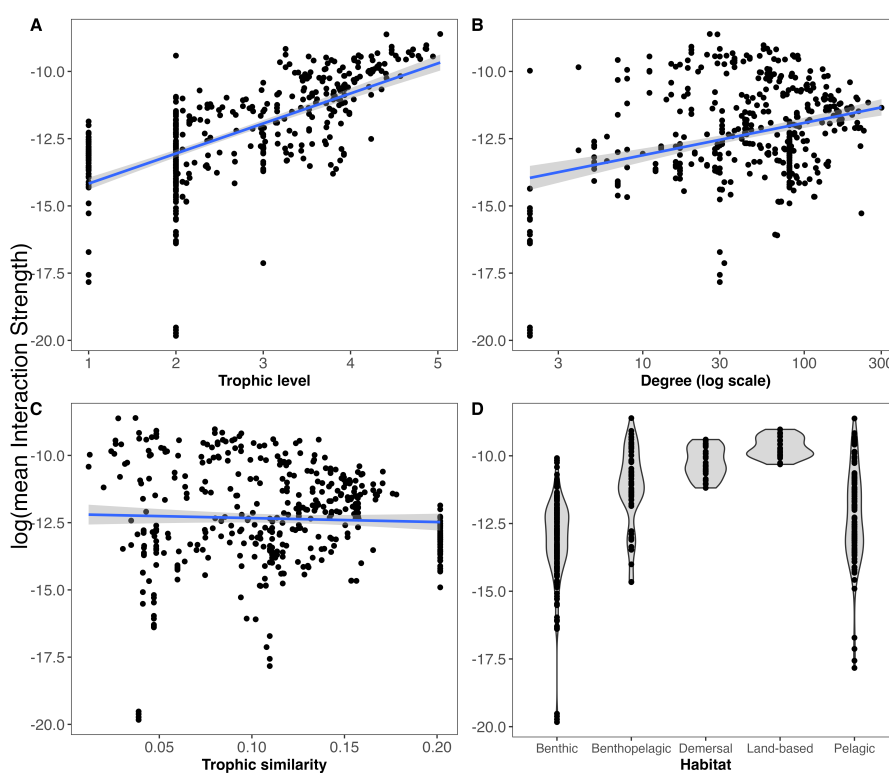 A
B
log(mean Interaction Strength)
-10.0
-12.5
-15.0
-17.5
-20.0
1
2
3
4
5
Trophic level
-10.0
-12.5
-15.0
-17.5
-20.0
3
10
30
100
300
Degree (log scale)
C
D
-10.0
-12.5
-15.0
-17.5
-20.0
0.05
0.10
0.15
0.20
Trophic similarity
-10.0
-12.5
-15.0
-17.5
-20.0
Benthic
Benthopelagic
Demersal
Land-based
Pelagic
Habitat